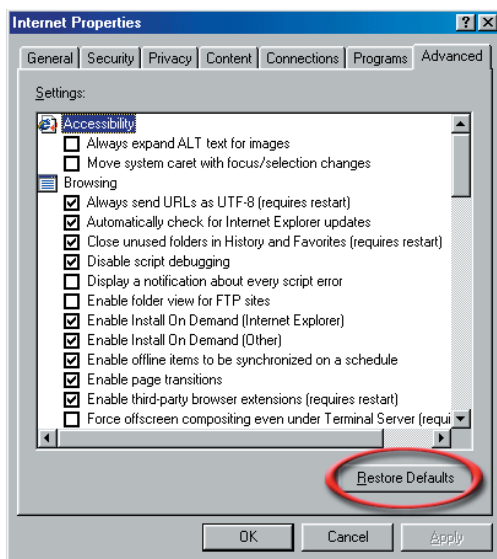 Internet Properties
General Security Privacy Content Connections Programs Advanced
Settings:
Accessibility
Always expand ALT text for images
Move system caret with focus/selection changes
Browsing
Always send URLs as UTF-8 (requires restart)
Automatically check for Internet Explorer updates
Close unused folders in History and Favorites (requires restart)
Disable script debugging
Display a notification about every script error
Enable folder view for FTP sites
Enable Install On Demand (Internet Explorer)
Enable Install On Demand (Other)
Enable offline items to be synchronized on a schedule
Enable page transitions
Enable third-party browser extensions (requires restart)
Force offscreen compositing even under Terminal Server (requi
Restore Defaults
OK Cancel Apply